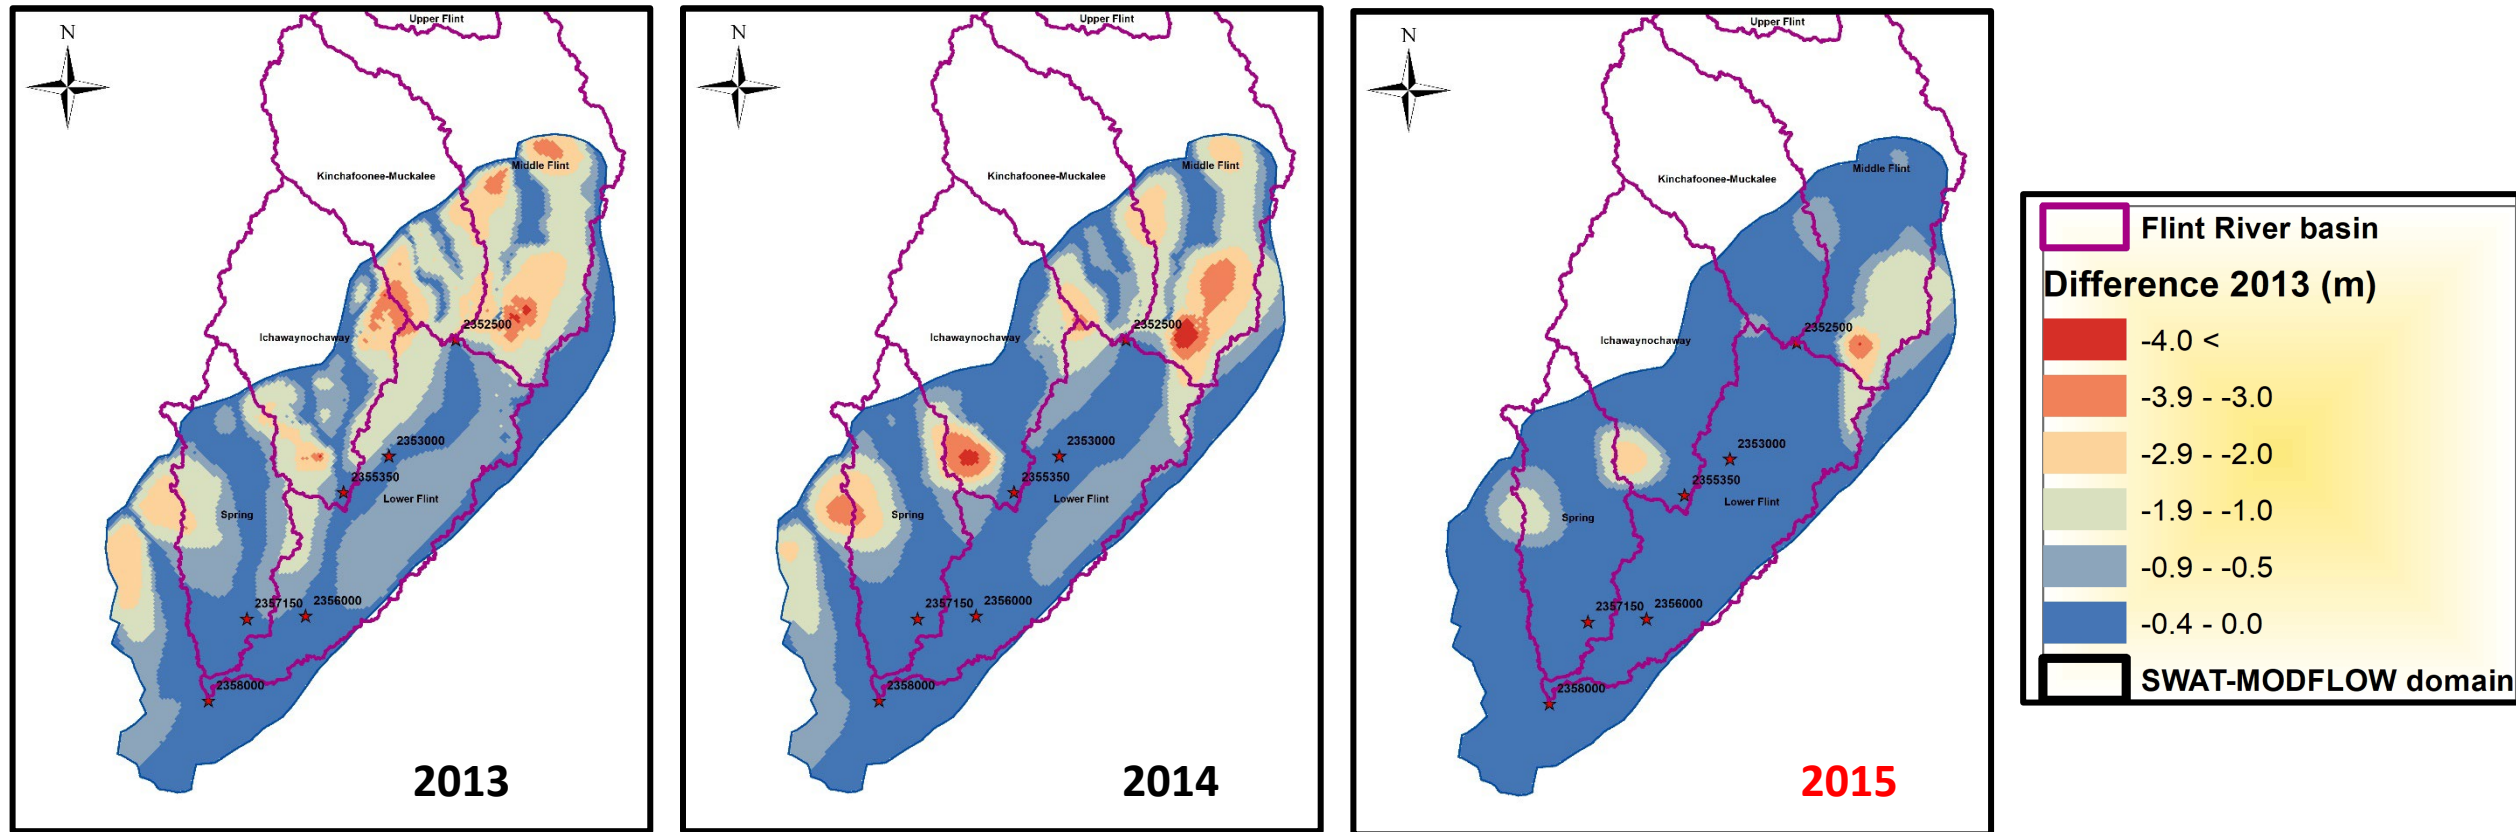 Upper Flint
N
Middle Flint
Kinchafoonee-Muckalee
2352500
Ichawaynochaway
2353000
2355350
Lower Flint
Spring
2357150
2356000
2358000
2013
Upper Flint
N
Middle Flint
Kinchafoonee-Muckalee
2352500
Ichawaynochaway
2353000
2355350
Lower Flint
Spring
2357150
2356000
2358000
2014
Upper Flint
N
Middle Flint
Kinchafoonee-Muckalee
2352500
Ichawaynochaway
2353000
2355350
Lower Flint
Spring
2357150
2356000
2358000
2015
Flint River basin
Difference 2013 (m)
-4.0 <
-3.9 - -3.0
-2.9 - -2.0
-1.9 - -1.0
-0.9 - -0.5
-0.4 - 0.0
SWAT-MODFLOW domain